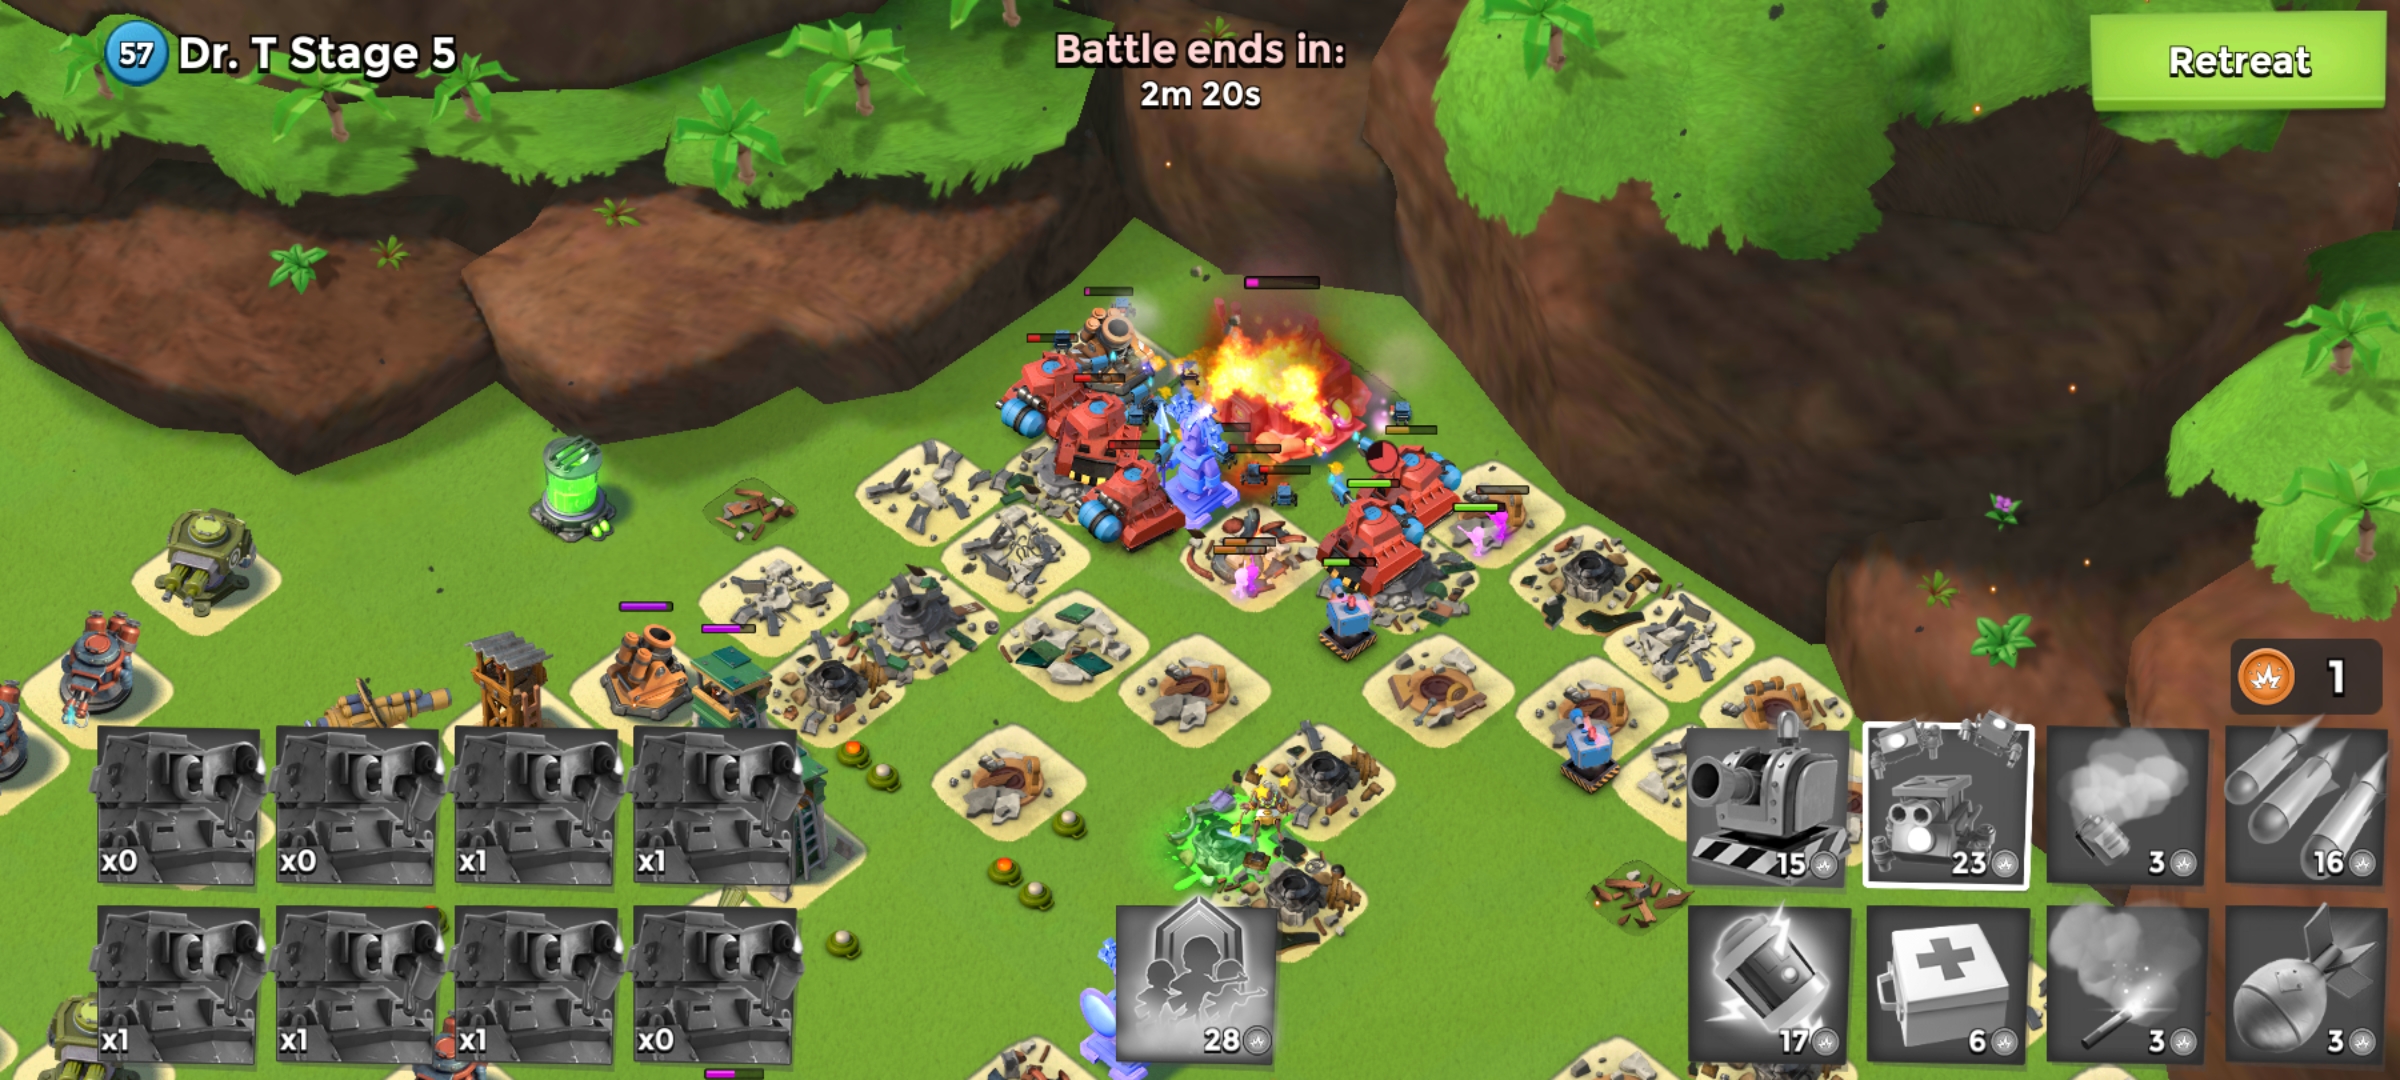 57 Dr. T Stage 5
Battle ends in:
2m 20s
Retreat
1
x0 x0 x1 x1
15 23 3 16
x1 x1 x1 x0
28
17 6 3 3